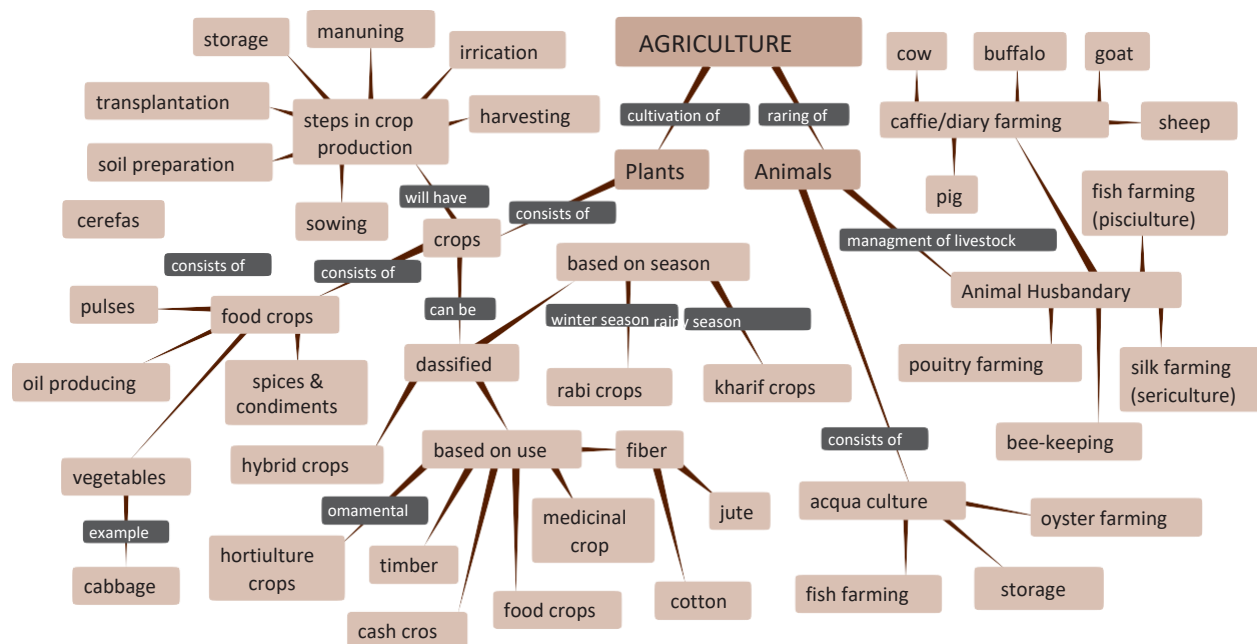 AGRICULTURE
storage
manuning
irrication
cow
buffalo
goat
transplantation
steps in crop
production
harvesting
cultivation of
raring of
caffie/diary farming
sheep
soil preparation
Plants
Animals
pig
fish farming
(pisciulture)
will have
cerefas
sowing
crops
consists of
managment of livestock
consists of
consists of
based on season
Animal Husbandary
pulses
food crops
can be
winter season
rainy season
oil producing
spices &
condiments
dassified
rabi crops
kharif crops
pouitry farming
silk farming
(sericulture)
consists of
bee-keeping
vegetables
hybrid crops
based on use
fiber
acqua culture
example
omamental
medicinal
crop
jute
oyster farming
cabbage
hortiulture
crops
timber
cash cros
food crops
cotton
fish farming
storage